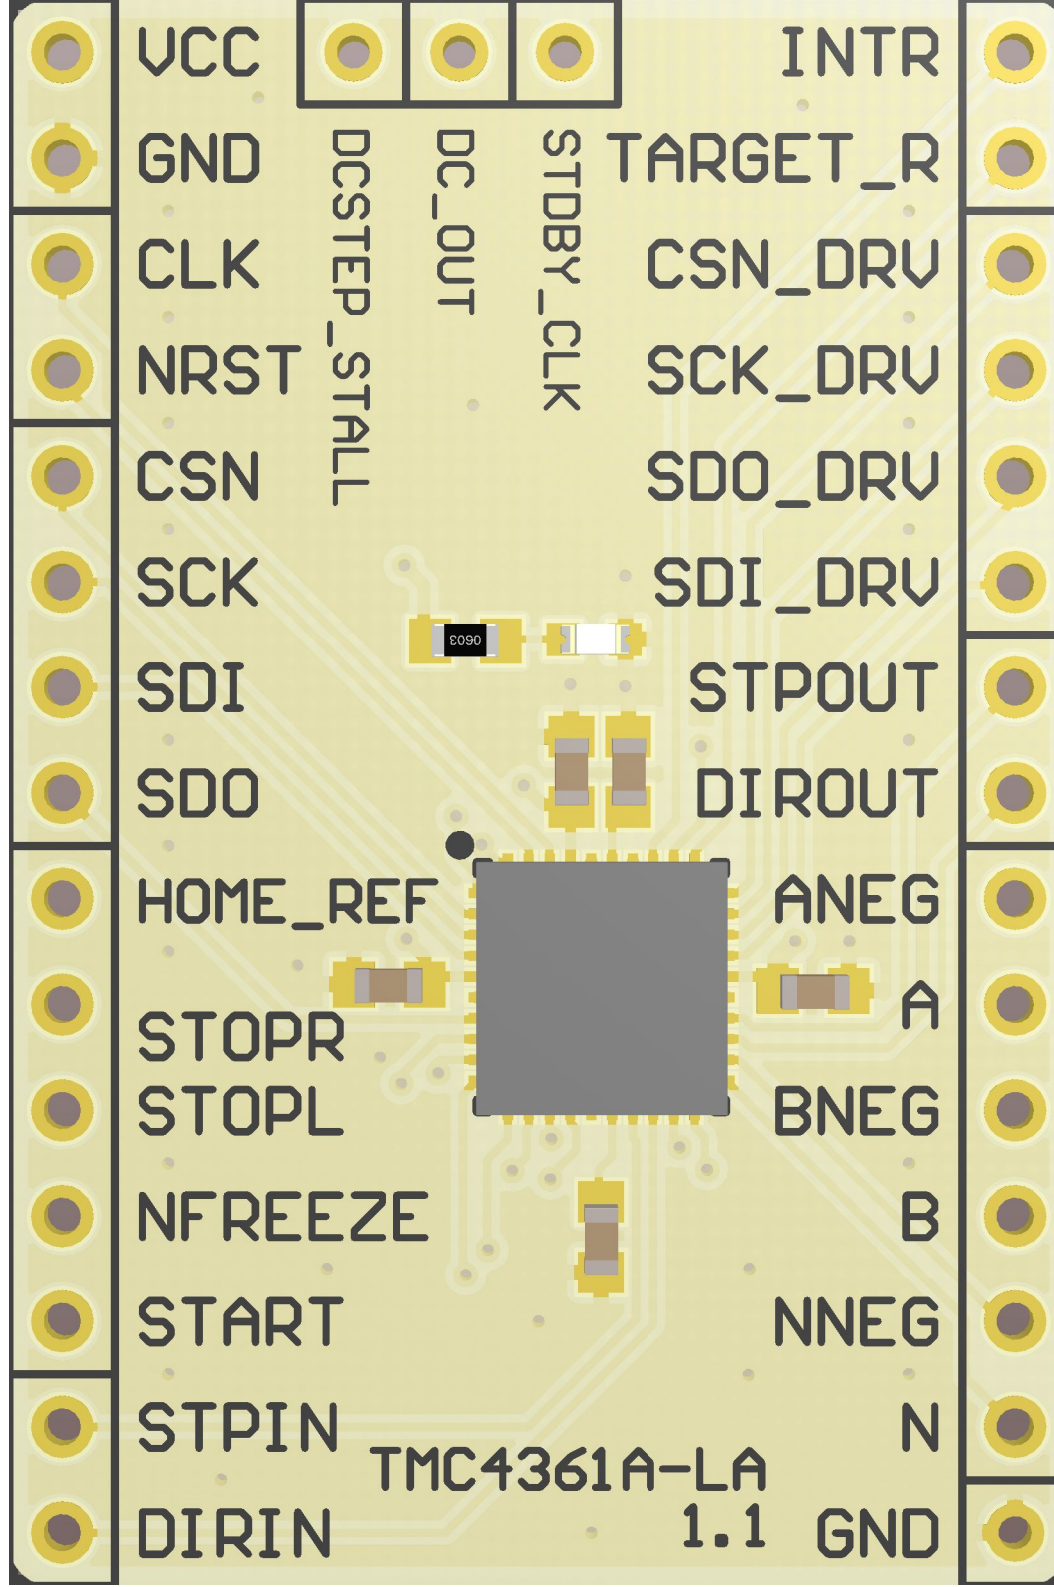 VCC
GND
CLK
NRST
CSN
SCK
SDI
SDO
HOME_REF
STOPR
STOPL
NFREEZE
START
STPIN
DIRIN
DCSTEP_STALL
DC_OUT
STDBY_CLK
0603
INTR
TARGET_R
CSN_DRV
SCK_DRV
SDO_DRV
SDI_DRV
STPOUT
DIROUT
ANEG
A
BNEG
B
NNEG
N
GND
TMC4361A-LA
1.1